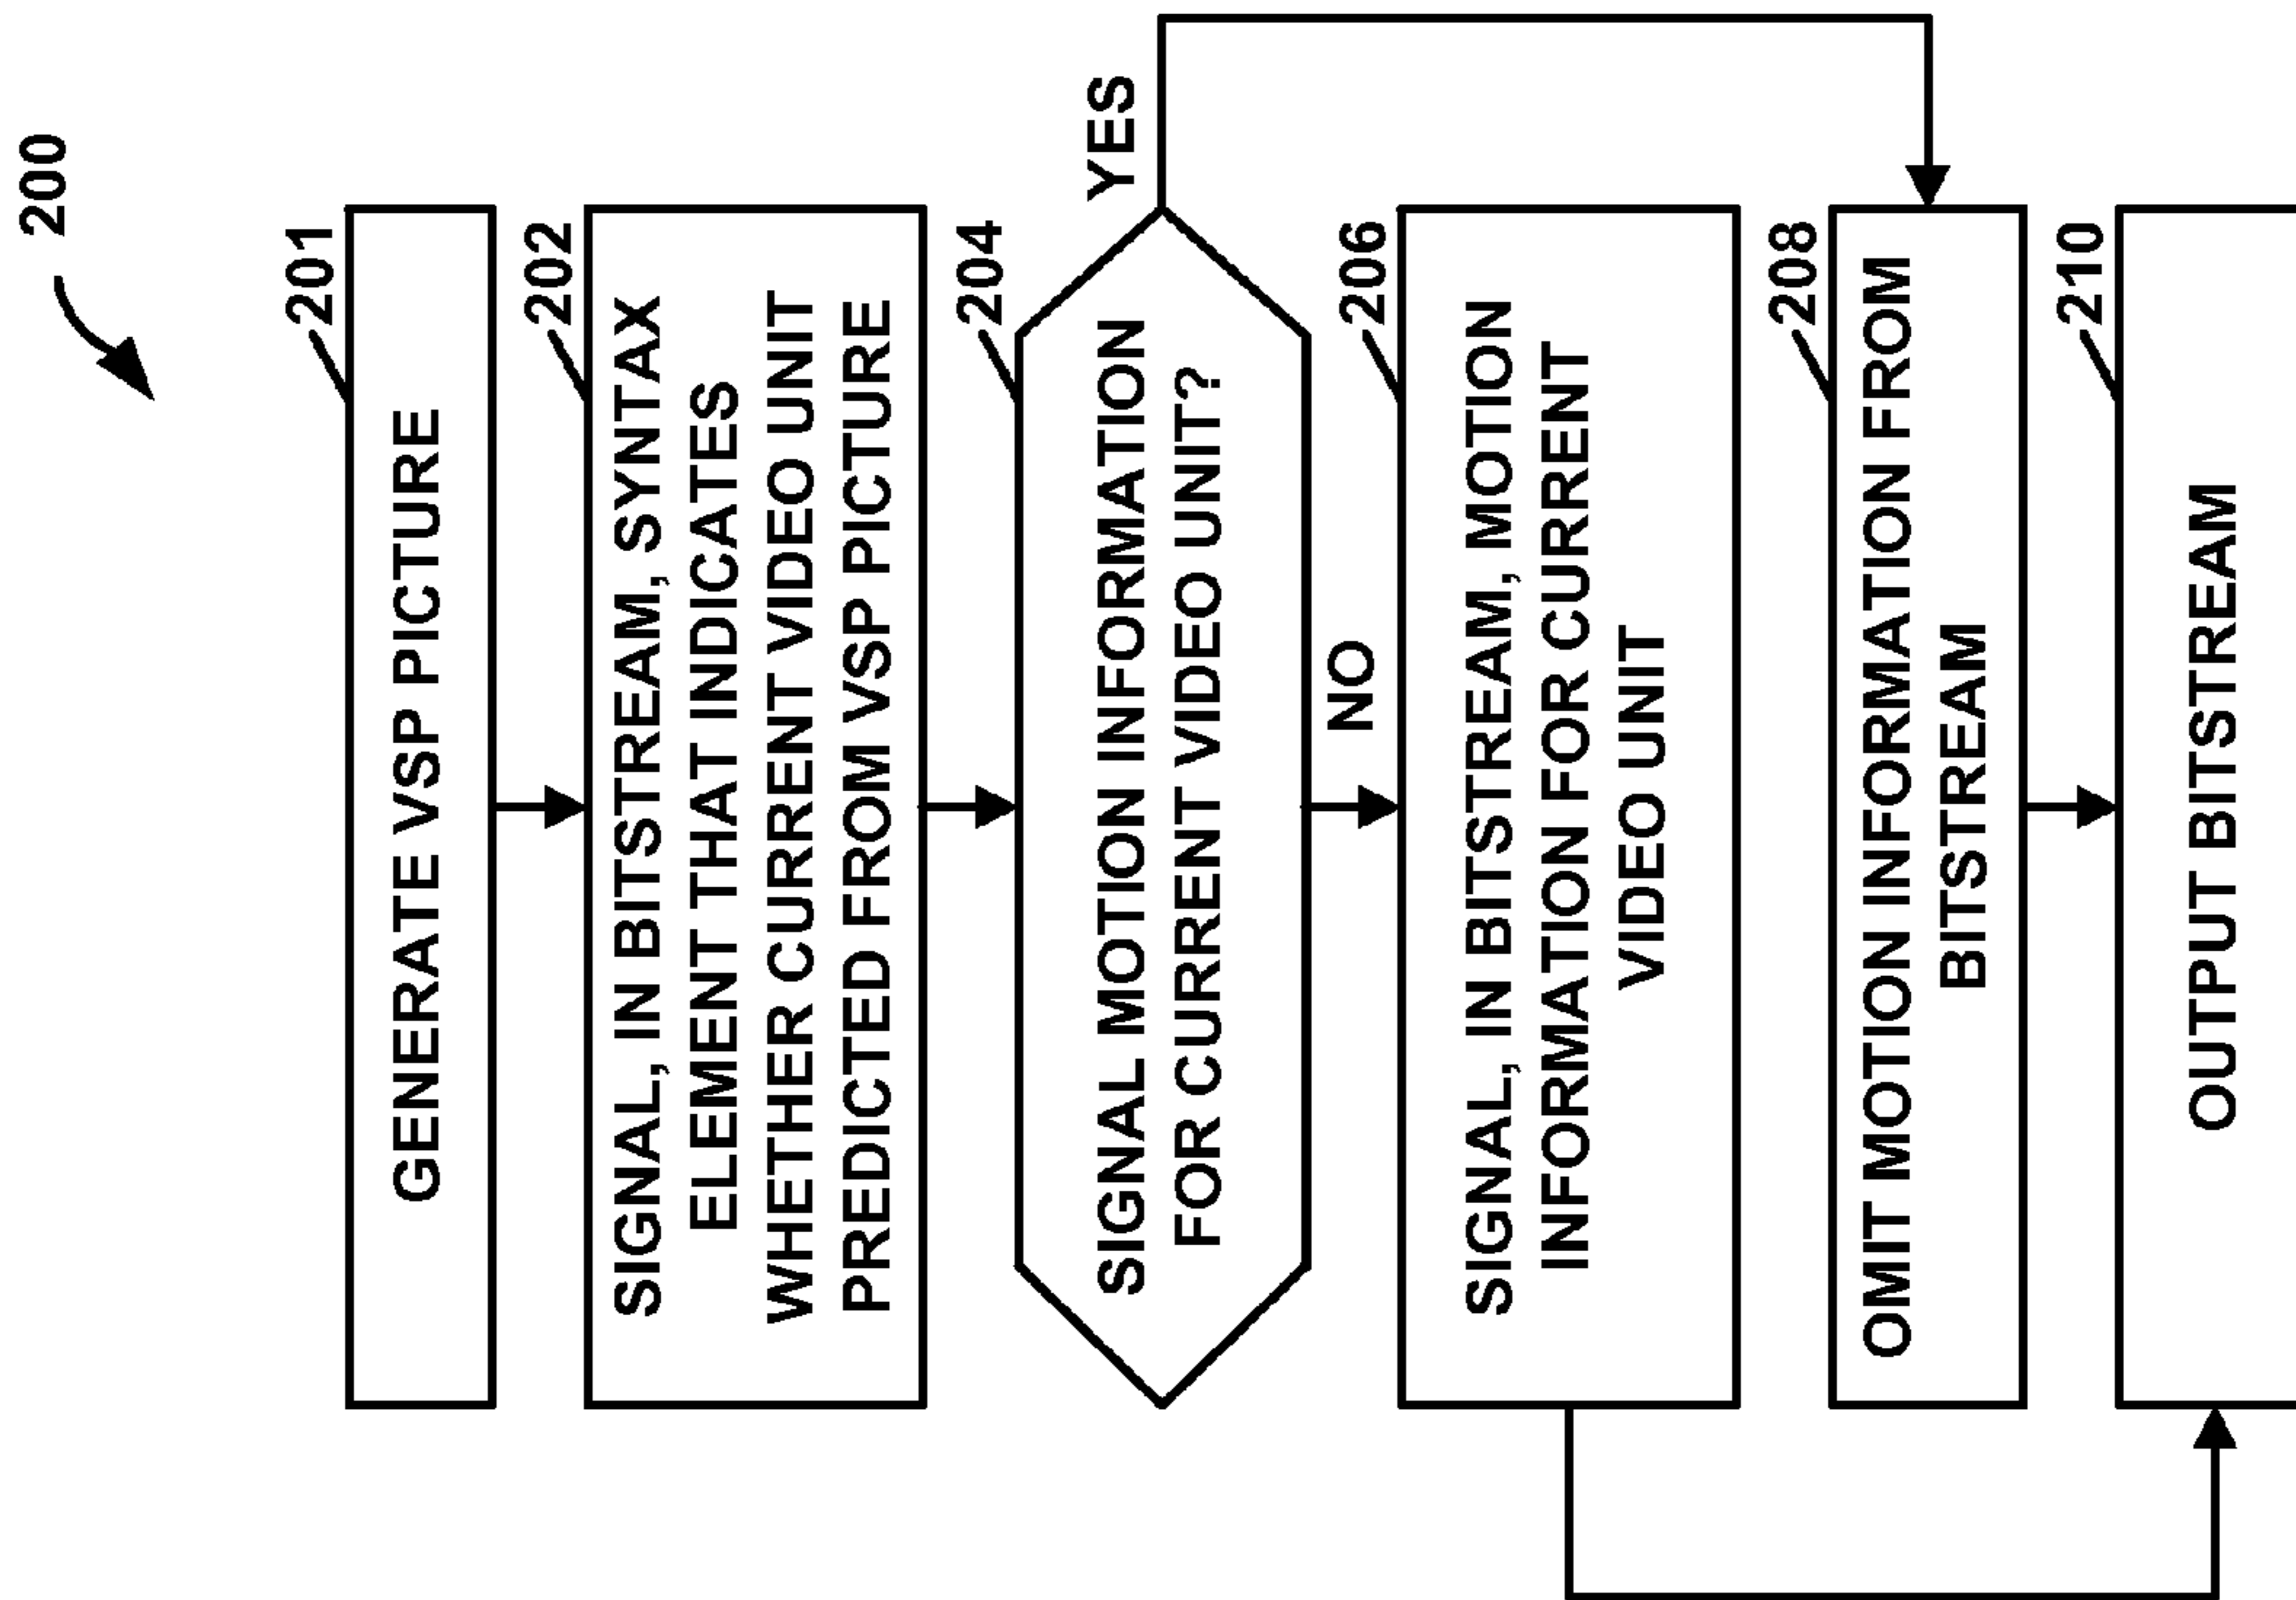 200
201
GENERATE VSP PICTURE
202
SIGNAL, IN BITSTREAM, SYNTAX
ELEMENT THAT INDICATES
WHETHER CURRENT VIDEO UNIT
PREDICTED FROM VSP PICTURE
204
SIGNAL MOTION INFORMATION
FOR CURRENT VIDEO UNIT?
YES
NO
206
SIGNAL, IN BITSTREAM, MOTION
INFORMATION FOR CURRENT
VIDEO UNIT
208
OMIT MOTION INFORMATION FROM
BITSTREAM
210
OUTPUT BITSTREAM